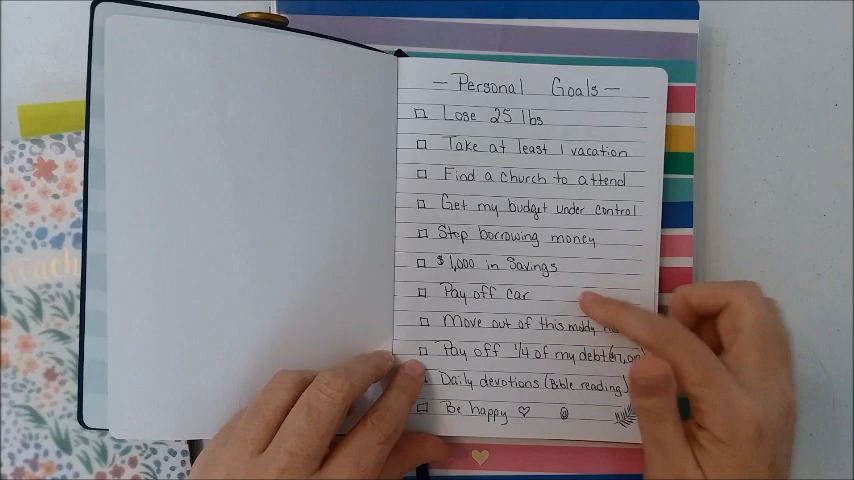 — Personal Goals —
Lose 25 lbs
Take at least 1 vacation
Find a church to attend
Get my budget under control
Stop borrowing money
$1,000 in Savings
Pay off car
Move out of this moldy
Pay off 1/4 of my debt
Daily devotions (Bible reading)
Be happy ♡